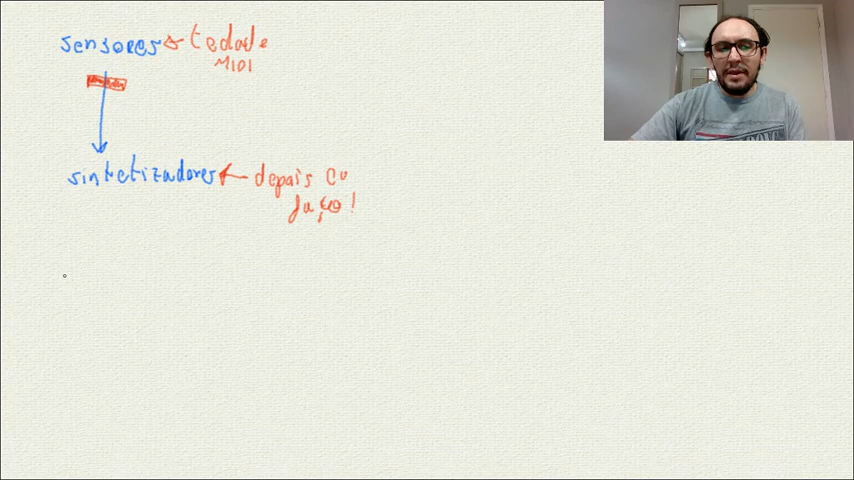 sensores teclado
MIDI
sintetizadores depois eu
faço!